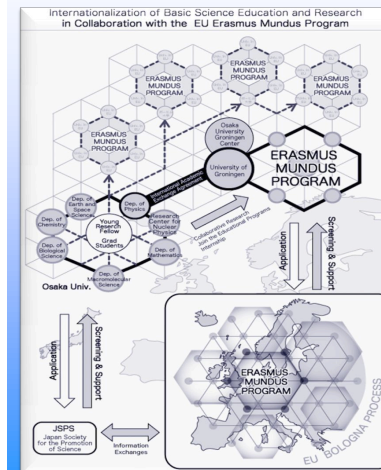 Internationalization of Basic Science Education and Research
in Collaboration with the EU Erasmus Mundus Program
ERASMUS
MUNDUS
PROGRAM
ERASMUS
MUNDUS
PROGRAM
ERASMUS
MUNDUS
PROGRAM
ERASMUS
MUNDUS
PROGRAM
Osaka
University
Groningen
Center
University of
Groningen
ERASMUS
MUNDUS
PROGRAM
International Academic
Exchange Agreement
Dep. of
Physics
Dep. of
Earth and
Space
Science
Dep. of
Chemistry
Young
Research
Fellow
Grad
Students
Research
Center for
Nuclear
Physics
Dep. of
Biological
Science
Dep. of
Mathematics
Dep. of
Macromolecular
Science
Osaka Univ.
Collaborative Research
Join the Educational Programs
Internship
Application
Screening & Support
Application
Screening & Support
ERASMUS
MUNDUS
PROGRAM
EU BOLOGNA PROCESS
JSPS
Japan Society
for the Promotion
of Science
Information
Exchanges